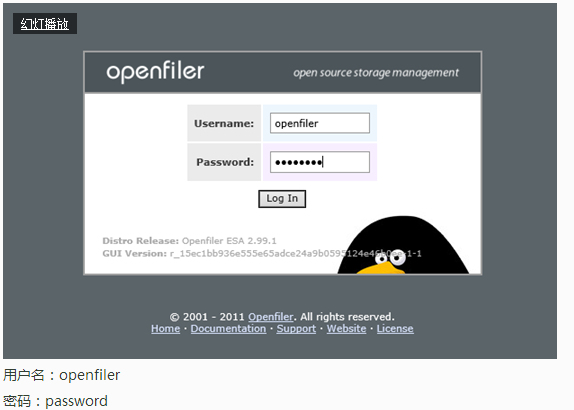 幻灯播放
openfiler
open source storage management
Username: openfiler
Password: ••••••••
Log In
Distro Release: Openfiler ESA 2.99.1
GUI Version:
© 2001 - 2011 Openfiler. All rights reserved.
Home · Documentation · Support · Website · License
用户名：openfiler
密码：password